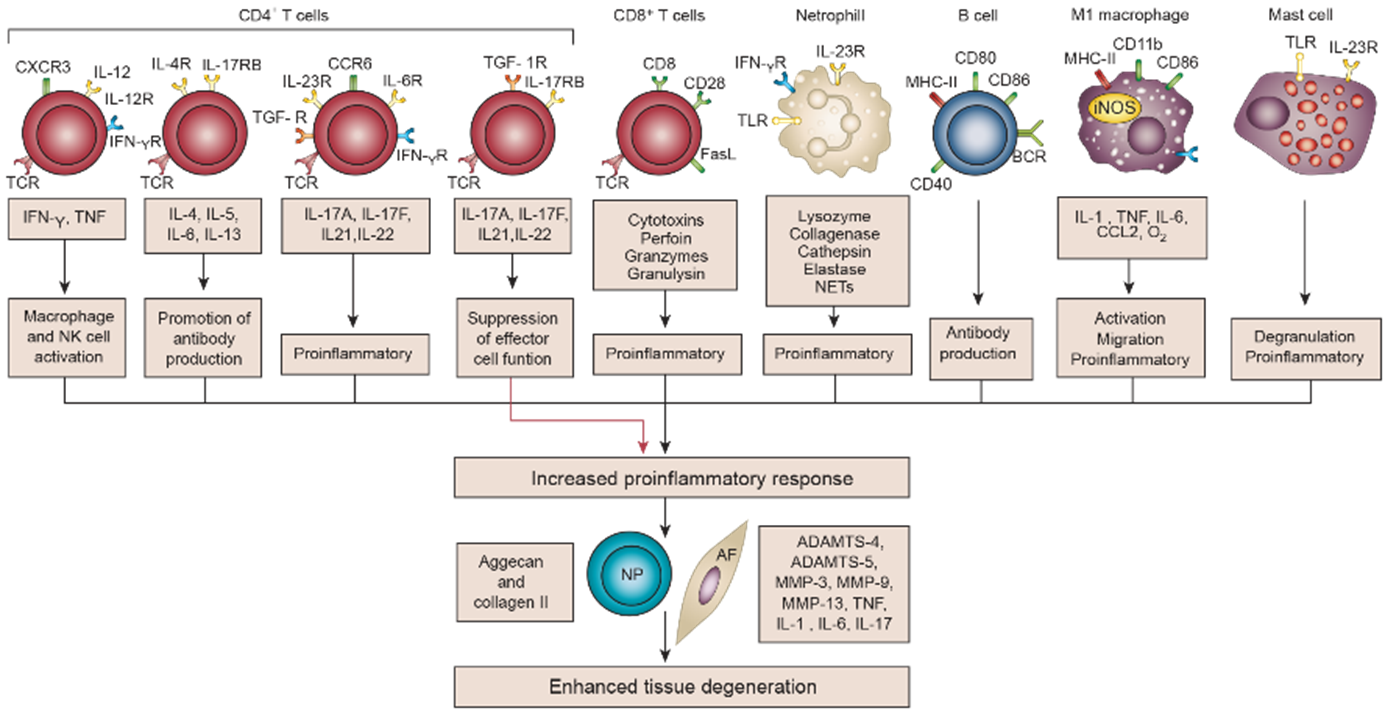 CD4+ T cells
CD8+ T cells
Netrophill
B cell
M1 macrophage
Mast cell
CXCR3
IL-12
IL-12R
IFN-γR
TCR
IL-4R
IL-17RB
TCR
CCR6
IL-23R
IL-6R
TGF- R
IFN-γR
TCR
TGF- 1R
IL-17RB
TCR
CD8
CD28
FasL
TCR
IL-23R
IFN-γR
TLR
CD80
MHC-II
CD86
BCR
CD40
CD11b
MHC-II
CD86
iNOS
TLR
IL-23R
IFN-γ, TNF
IL-4, IL-5,
IL-6, IL-13
IL-17A, IL-17F,
IL21,IL-22
IL-17A, IL-17F,
IL21,IL-22
Cytotoxins
Perfoin
Granzymes
Granulysin
Lysozyme
Collagenase
Cathepsin
Elastase
NETs
IL-1 , TNF, IL-6,
CCL2, O2
Macrophage
and NK cell
activation
Promotion of
antibody
production
Proinflammatory
Suppression
of effector
cell funtion
Proinflammatory
Proinflammatory
Antibody
production
Activation
Migration
Proinflammatory
Degranulation
Proinflammatory
Increased proinflammatory response
Aggecan
and
collagen II
NP
AF
ADAMTS-4,
ADAMTS-5,
MMP-3, MMP-9,
MMP-13, TNF,
IL-1 , IL-6, IL-17
Enhanced tissue degeneration